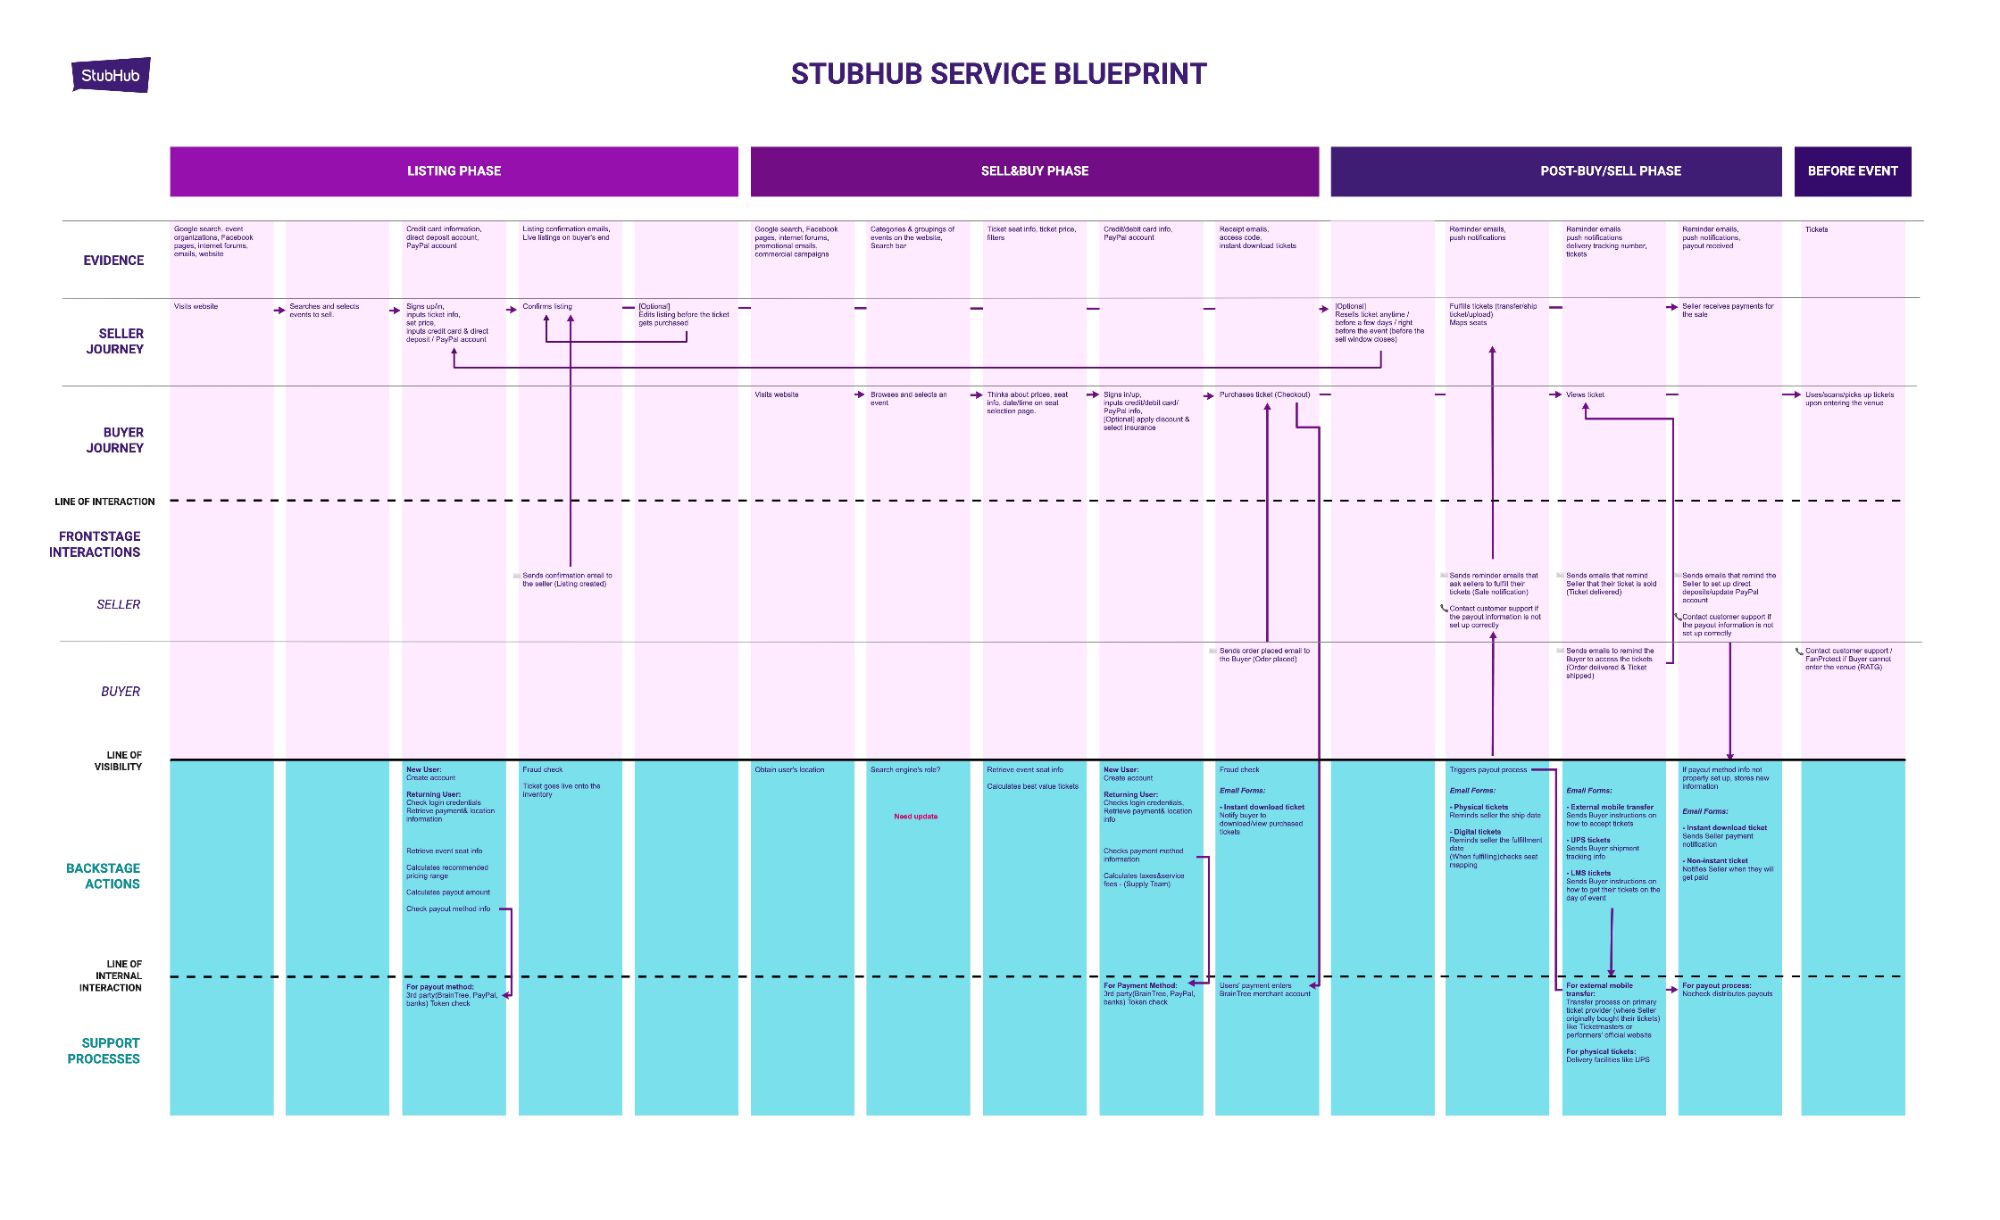 StubHub
STUBHUB SERVICE BLUEPRINT
LISTING PHASE
SELL&BUY PHASE
POST-BUY/SELL PHASE
BEFORE EVENT
EVIDENCE
Google search, event
organizations, Facebook
pages, internet forums,
emails, website
Credit card information,
direct deposit account,
PayPal account
Listing confirmation emails,
Live listings on buyer's end
Google search, Facebook
pages, internet forums,
promotional emails,
commercial campaigns
Categories & groupings of
events on the website,
Search bar
Ticket seat info, ticket price,
filters
Credit/debit card info,
PayPal account
Receipt emails,
access code,
instant download tickets
Reminder emails,
push notifications
Reminder emails
push notifications
delivery tracking number,
tickets
Reminder emails,
push notifications,
payout received
Tickets
SELLER
JOURNEY
Visits website
Searches and selects
events to sell.
Signs up/in,
inputs ticket info,
set price,
inputs credit card & direct
deposit / PayPal account
Confirms listing
[Optional]
Edits listing before the ticket
gets purchased
[Optional]
Resells ticket anytime /
before a few days / right
before the event (before the
sell window closes)
Fulfills tickets (transfer/ship
ticket/upload)
Maps seats
Seller receives payments for
the sale
BUYER
JOURNEY
Visits website
Browses and selects an
event
Thinks about prices, seat
info, date/time on seat
selection page.
Signs in/up,
inputs credit/debit card/
PayPal info,
[Optional] apply discount &
select insurance
Purchases ticket (Checkout)
Views ticket
Uses/scans/picks up tickets
upon entering the venue
LINE OF INTERACTION
FRONTSTAGE
INTERACTIONS
SELLER
Sends confirmation email to
the seller (Listing created)
Sends reminder emails that
ask sellers to fulfill their
tickets (Sale notification)
Contact customer support if
the payout information is not
set up correctly
Sends emails that remind
Seller that their ticket is sold
(Ticket delivered)
Sends emails that remind the
Seller to set up direct
deposits/update PayPal
account
Contact customer support if
the payout information is not
set up correctly
BUYER
Sends order placed email to
the Buyer (Odor placed)
Sends emails to remind the
Buyer to access the tickets
(Order delivered & Ticket
shipped)
Contact customer support /
FanProtect if Buyer cannot
enter the venue (RATG)
LINE OF
VISIBILITY
BACKSTAGE
ACTIONS
New User:
Create account
Returning User:
Check login credentials
Retrieve payment& location
information
Retrieve event seat info
Calculates recommended
pricing range
Calculates payout amount
Check payout method info
Fraud check
Ticket goes live onto the
Inventory
Obtain user's location
Search engine's role?
Need update
Retrieve event seat info
Calculates best value tickets
New User:
Create account
Returning User:
Checks login credentials,
Retrieve payment& location
info
Checks payment method
information
Calculates taxes&service
fees - (Supply Team)
Fraud check
Email Forms:
- Instant download ticket
Notify buyer to
download/view purchased
tickets
Triggers payout process
Email Forms:
- Physical tickets
Reminds seller the ship date
- Digital tickets
Reminds seller the fulfillment
date
(When fulfilling)checks seat
mapping
Email Forms:
- External mobile transfer
Sends Buyer instructions on
how to accept tickets
- UPS tickets
Sends Buyer shipment
tracking info
- LMS tickets
Sends Buyer instructions on
how to get their tickets on the
day of event
If payout method info not
properly set up, stores new
information
Email Forms:
- Instant download ticket
Sends Seller payment
notification
- Non-instant ticket
Notifies Seller when they will
get paid
LINE OF
INTERNAL
INTERACTION
SUPPORT
PROCESSES
For payout method:
3rd party(BrainTree, PayPal,
banks) Token check
For Payment Method:
3rd party(BrainTree, PayPal,
banks) Token check
Users' payment enters
BrainTree merchant account
For external mobile
transfer:
Transfer process on primary
ticket provider (where Seller
originally bought their tickets)
like Ticketmasters or
performers' official website
For physical tickets:
Delivery facilities like UPS
For payout process:
Nocheck distributes payouts